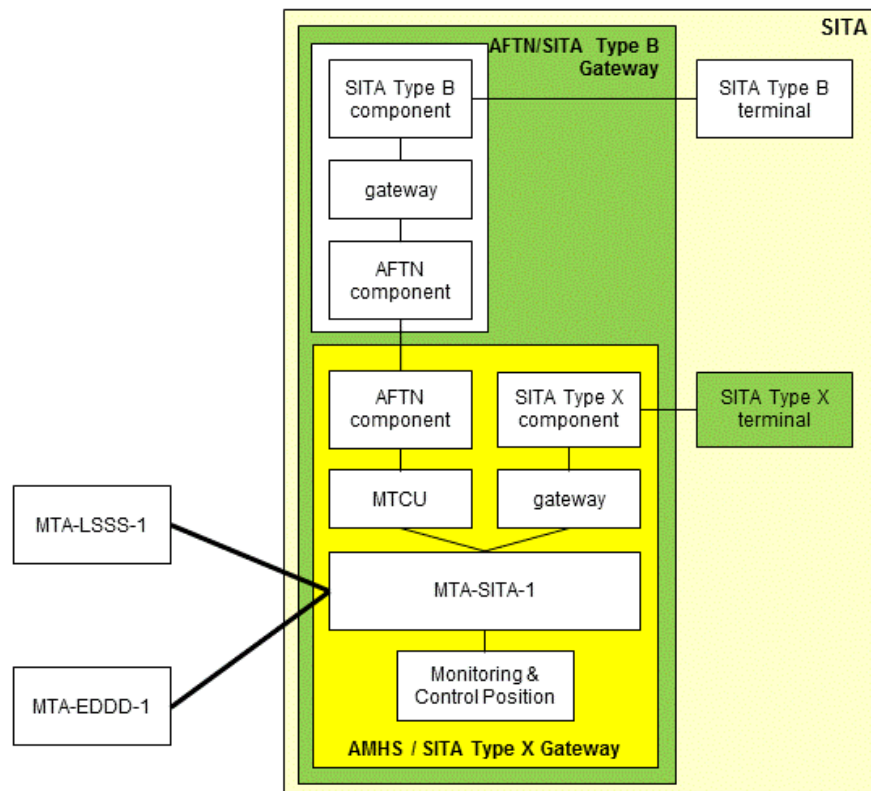 SITA
AFTN/SITA Type B
Gateway
SITA Type B
component
SITA Type B
terminal
gateway
AFTN
component
AFTN
component
SITA Type X
component
SITA Type X
terminal
MTCU
gateway
MTA-LSSS-1
MTA-SITA-1
MTA-EDDD-1
Monitoring &
Control Position
AMHS / SITA Type X Gateway